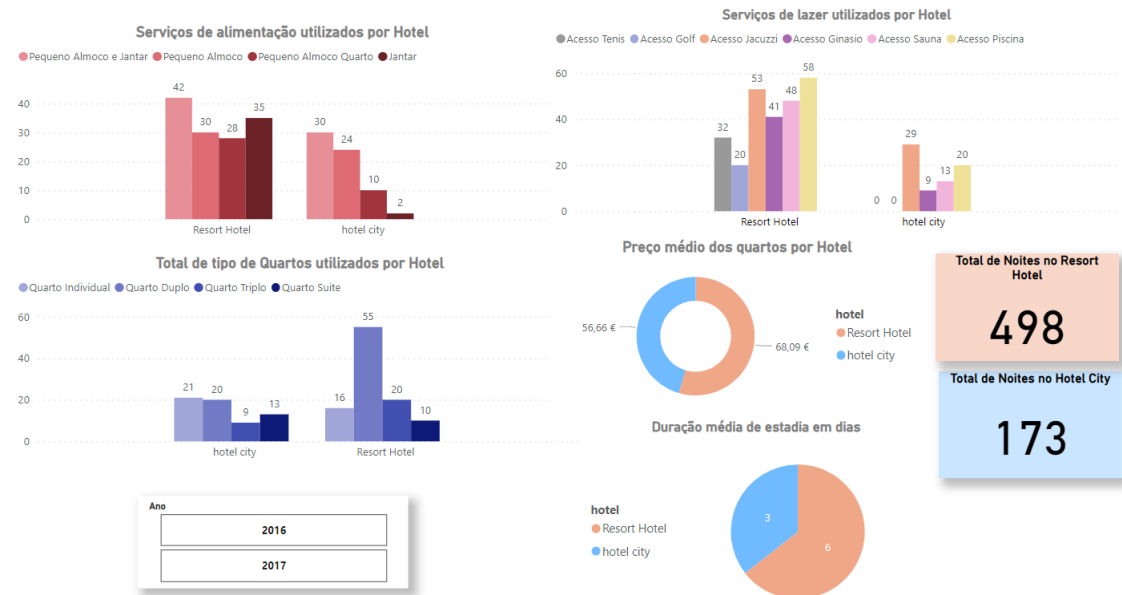 Serviços de alimentação utilizados por Hotel
Pequeno Almoco e Jantar Pequeno Almoco Pequeno Almoco Quarto Jantar
40
30
20
10
0
42
30
28
35
30
24
10
2
Resort Hotel
hotel city
Serviços de lazer utilizados por Hotel
Acesso Tenis Acesso Golf Acesso Jacuzzi Acesso Ginasio Acesso Sauna Acesso Piscina
60
40
20
0
32
20
53
41
48
58
0
0
29
9
13
20
Resort Hotel
hotel city
Total de tipo de Quartos utilizados por Hotel
Quarto Individual Quarto Duplo Quarto Triplo Quarto Suite
60
40
20
0
21
20
9
13
16
55
20
10
hotel city
Resort Hotel
Preço médio dos quartos por Hotel
56,66 €
68,09 €
hotel
Resort Hotel
hotel city
Total de Noites no Resort
Hotel
498
Total de Noites no Hotel City
173
Duração média de estadia em dias
hotel
Resort Hotel
hotel city
3
6
Ano
2016
2017